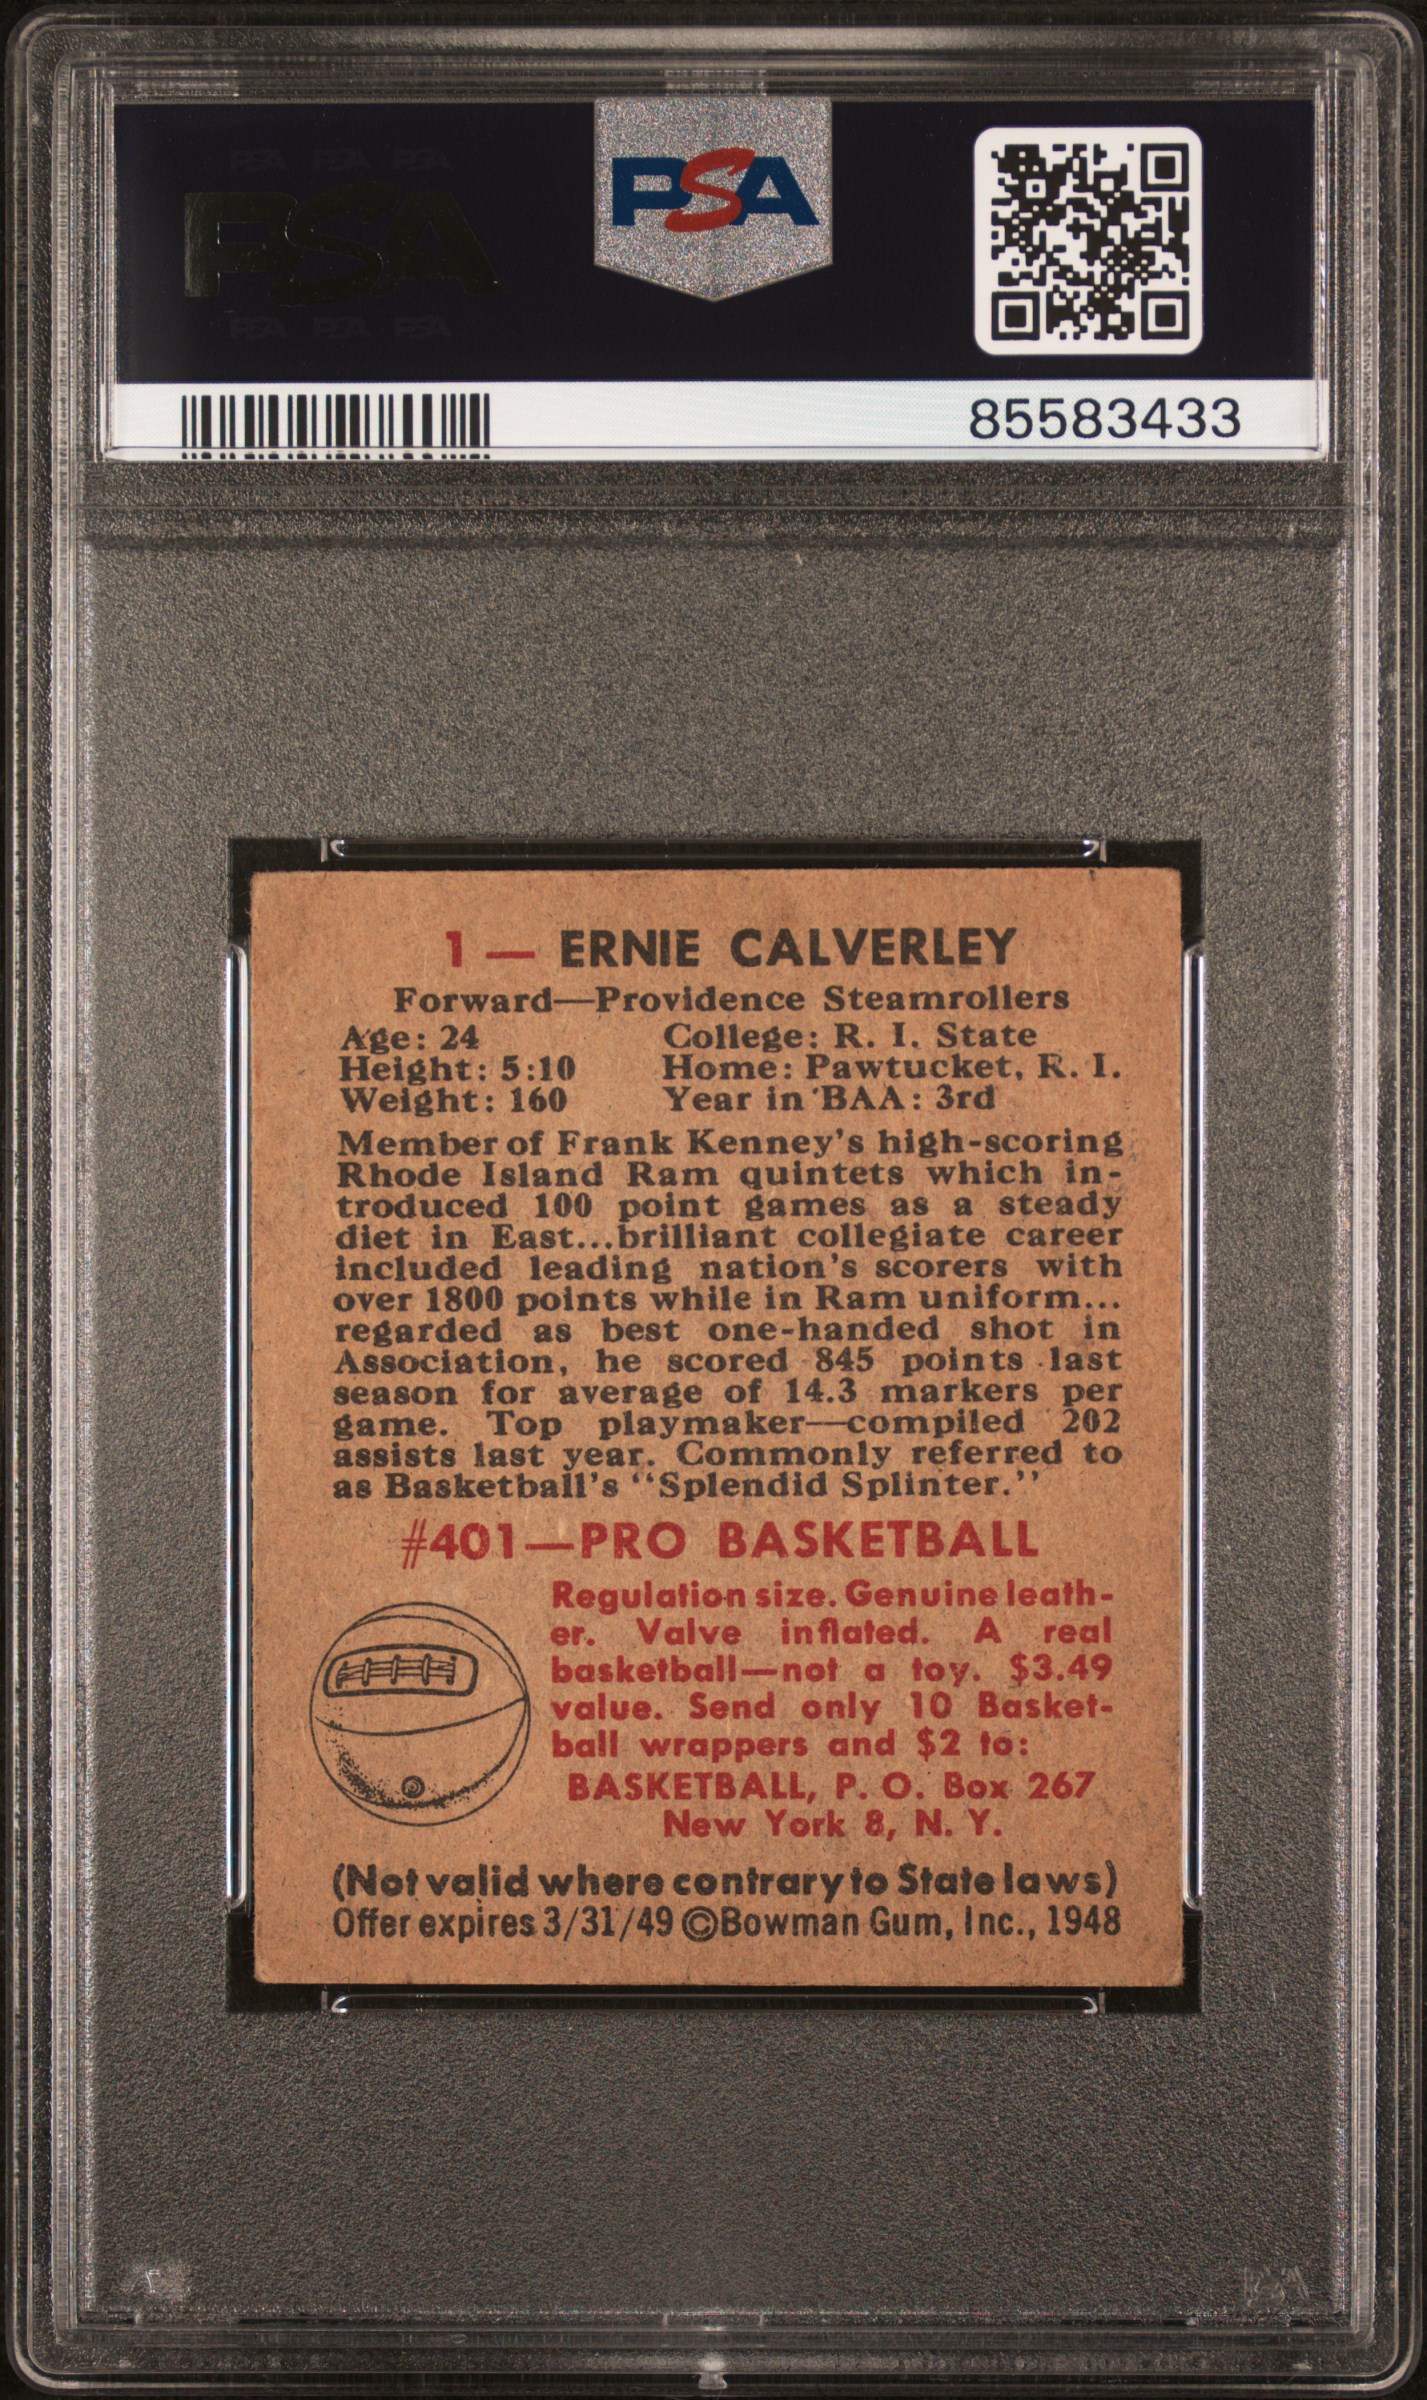 PSA PSA PSA
PSA
PSA PSA PSA
PSA
85583433
1 — ERNIE CALVERLEY
Forward—Providence Steamrollers
Age: 24 College: R. I. State
Height: 5:10 Home: Pawtucket, R. I.
Weight: 160 Year in BAA: 3rd
Member of Frank Kenney's high-scoring
Rhode Island Ram quintets which in-
troduced 100 point games as a steady
diet in East...brilliant collegiate career
included leading nation's scorers with
over 1800 points while in Ram uniform...
regarded as best one-handed shot in
Association, he scored 845 points last
season for average of 14.3 markers per
game. Top playmaker—compiled 202
assists last year. Commonly referred to
as Basketball's "Splendid Splinter."
#401—PRO BASKETBALL
Regulation size. Genuine leath-
er. Valve inflated. A real
basketball—not a toy. $3.49
value. Send only 10 Basket-
ball wrappers and $2 to:
BASKETBALL, P. O. Box 267
New York 8, N. Y.
(Not valid where contrary to State laws)
Offer expires 3/31/49 ©Bowman Gum, Inc., 1948